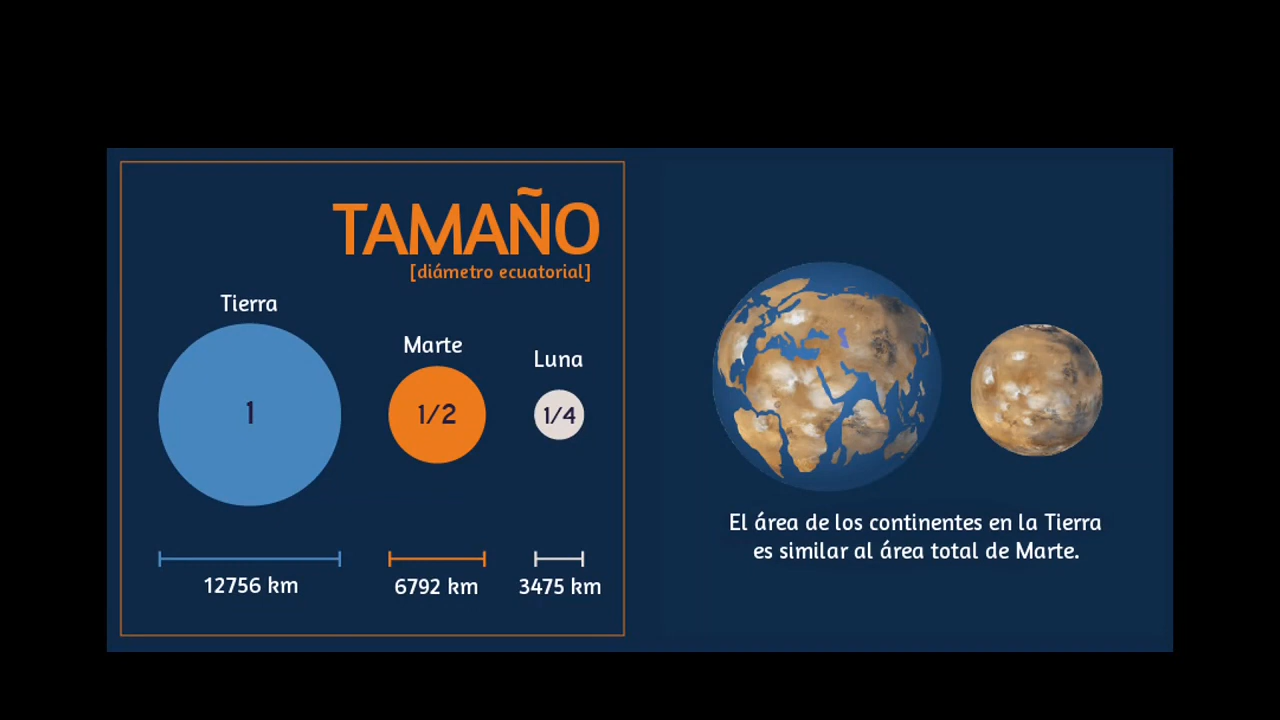 TAMAÑO
[diámetro ecuatorial]
Tierra
Marte
Luna
1
1/2
1/4
12756 km
6792 km
3475 km
El área de los continentes en la Tierra
es similar al área total de Marte.